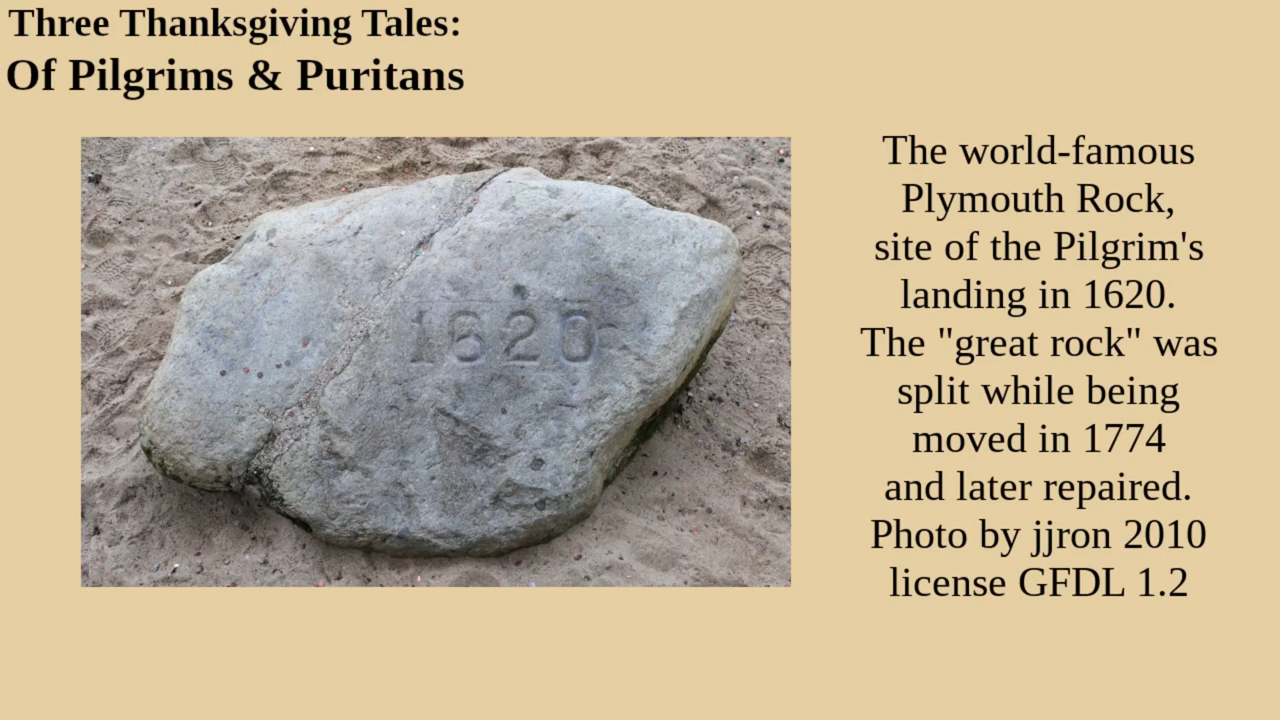 Three Thanksgiving Tales:
Of Pilgrims & Puritans
1620
The world-famous
Plymouth Rock,
site of the Pilgrim's
landing in 1620.
The "great rock" was
split while being
moved in 1774
and later repaired.
Photo by jjron 2010
license GFDL 1.2